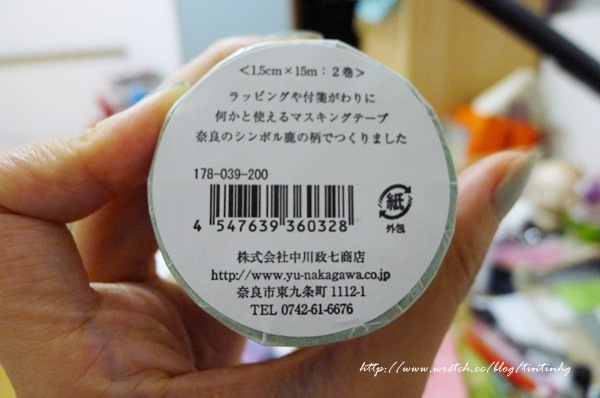 <1.5cm×15m：2巻>
ラッピングや付箋がわりに
何かと使えるマスキングテープ
奈良のシンボル鹿の柄でつくりました
178-039-200
4 547639 360328
紙
外包
株式会社中川政七商店
http://www.yu-nakagawa.co.jp
奈良市東九条町 1112-1
TEL 0742-61-6676
http://www.wretch.cc/blog/tintinhg